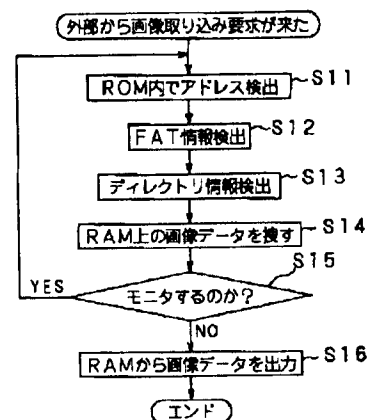 外部から画像取り込み要求が来た
ROM内でアドレス検出
S11
FAT情報検出
S12
ディレクトリ情報検出
S13
RAM上の画像データを捜す
S14
S15
モニタするのか?
YES
NO
RAMから画像データを出力
S16
エンド